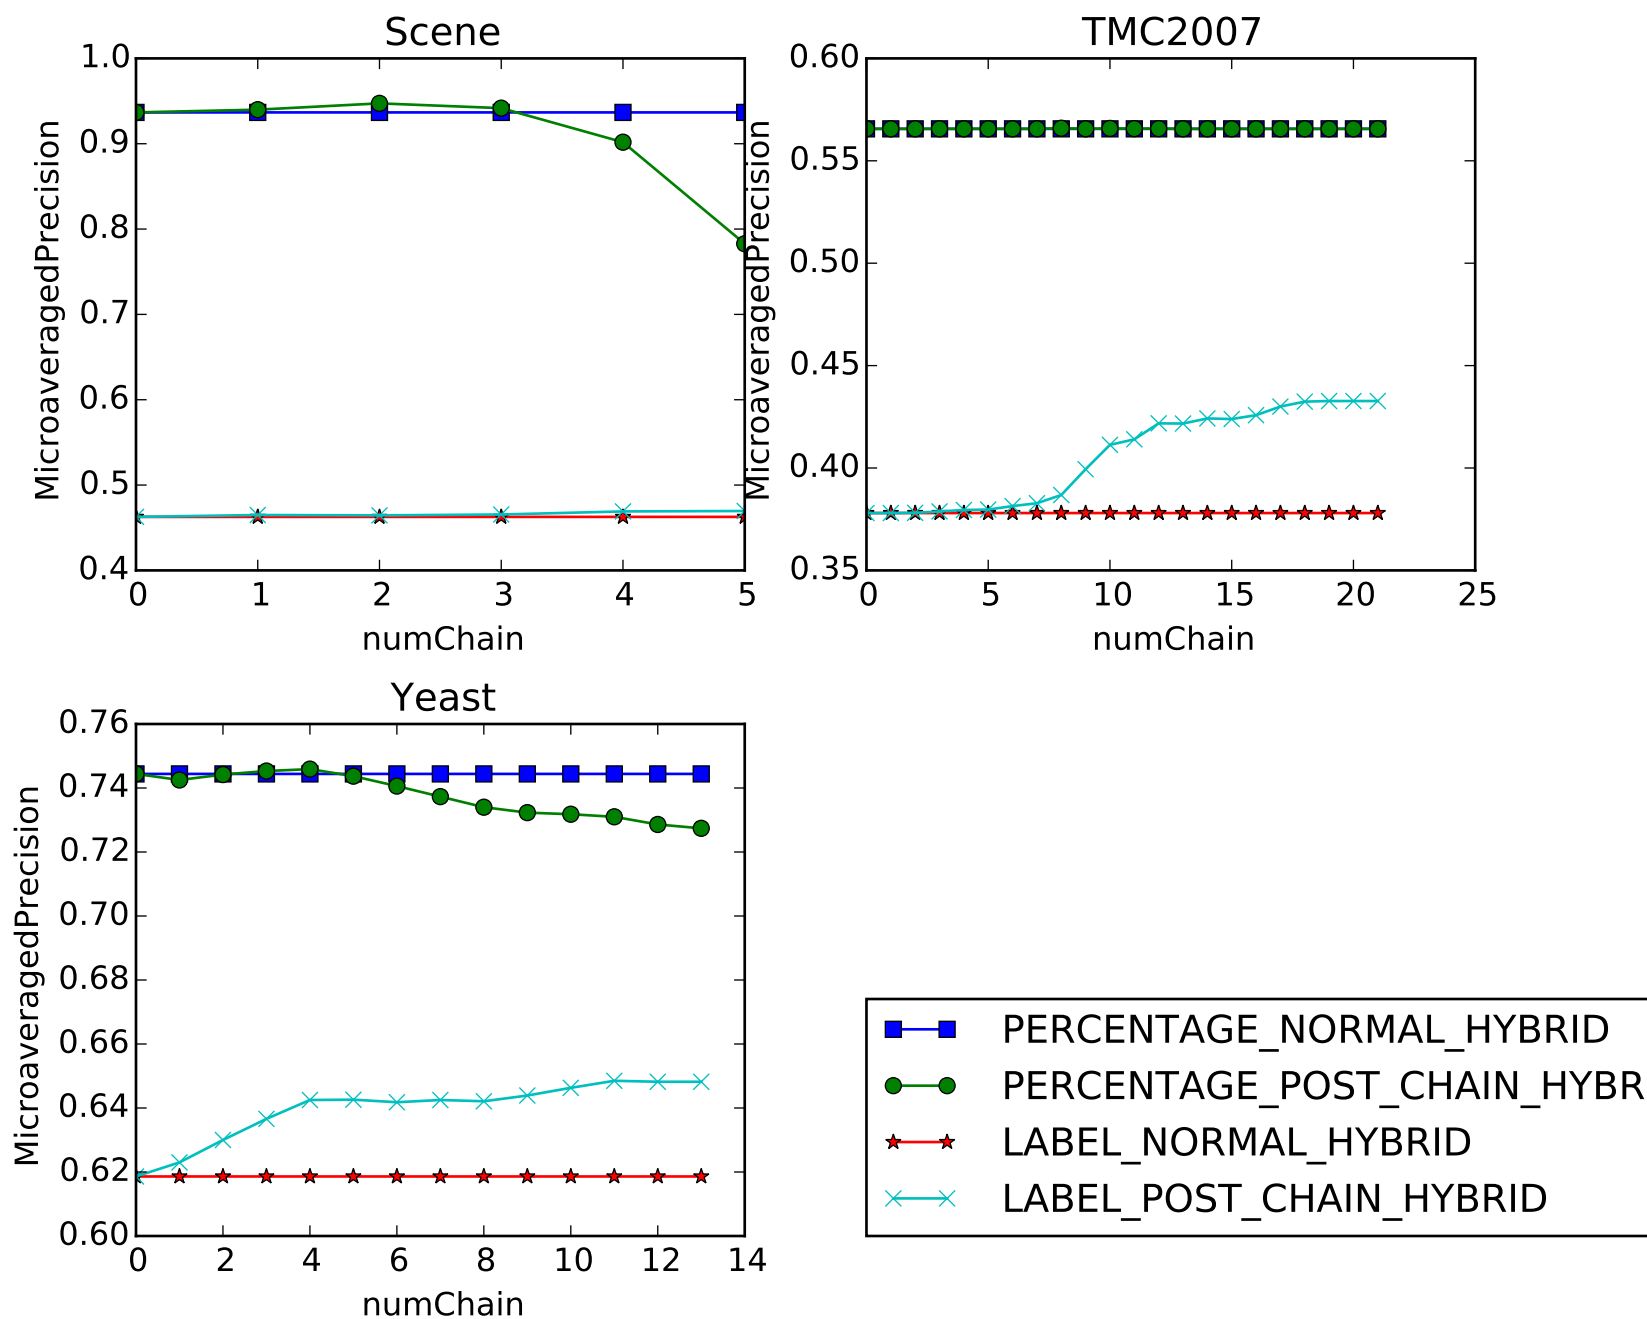 Scene
1.0
0.9
0.8
0.7
0.6
0.5
0.4
MicroaveragedPrecision
0 1 2 3 4 5
numChain
TMC2007
0.60
0.55
0.50
0.45
0.40
0.35
MicroaveragedPrecision
0 5 10 15 20 25
numChain
Yeast
0.76
0.74
0.72
0.70
0.68
0.66
0.64
0.62
0.60
MicroaveragedPrecision
0 2 4 6 8 10 12 14
numChain
PERCENTAGE_NORMAL_HYBRID
PERCENTAGE_POST_CHAIN_HYBR
LABEL_NORMAL_HYBRID
LABEL_POST_CHAIN_HYBRID